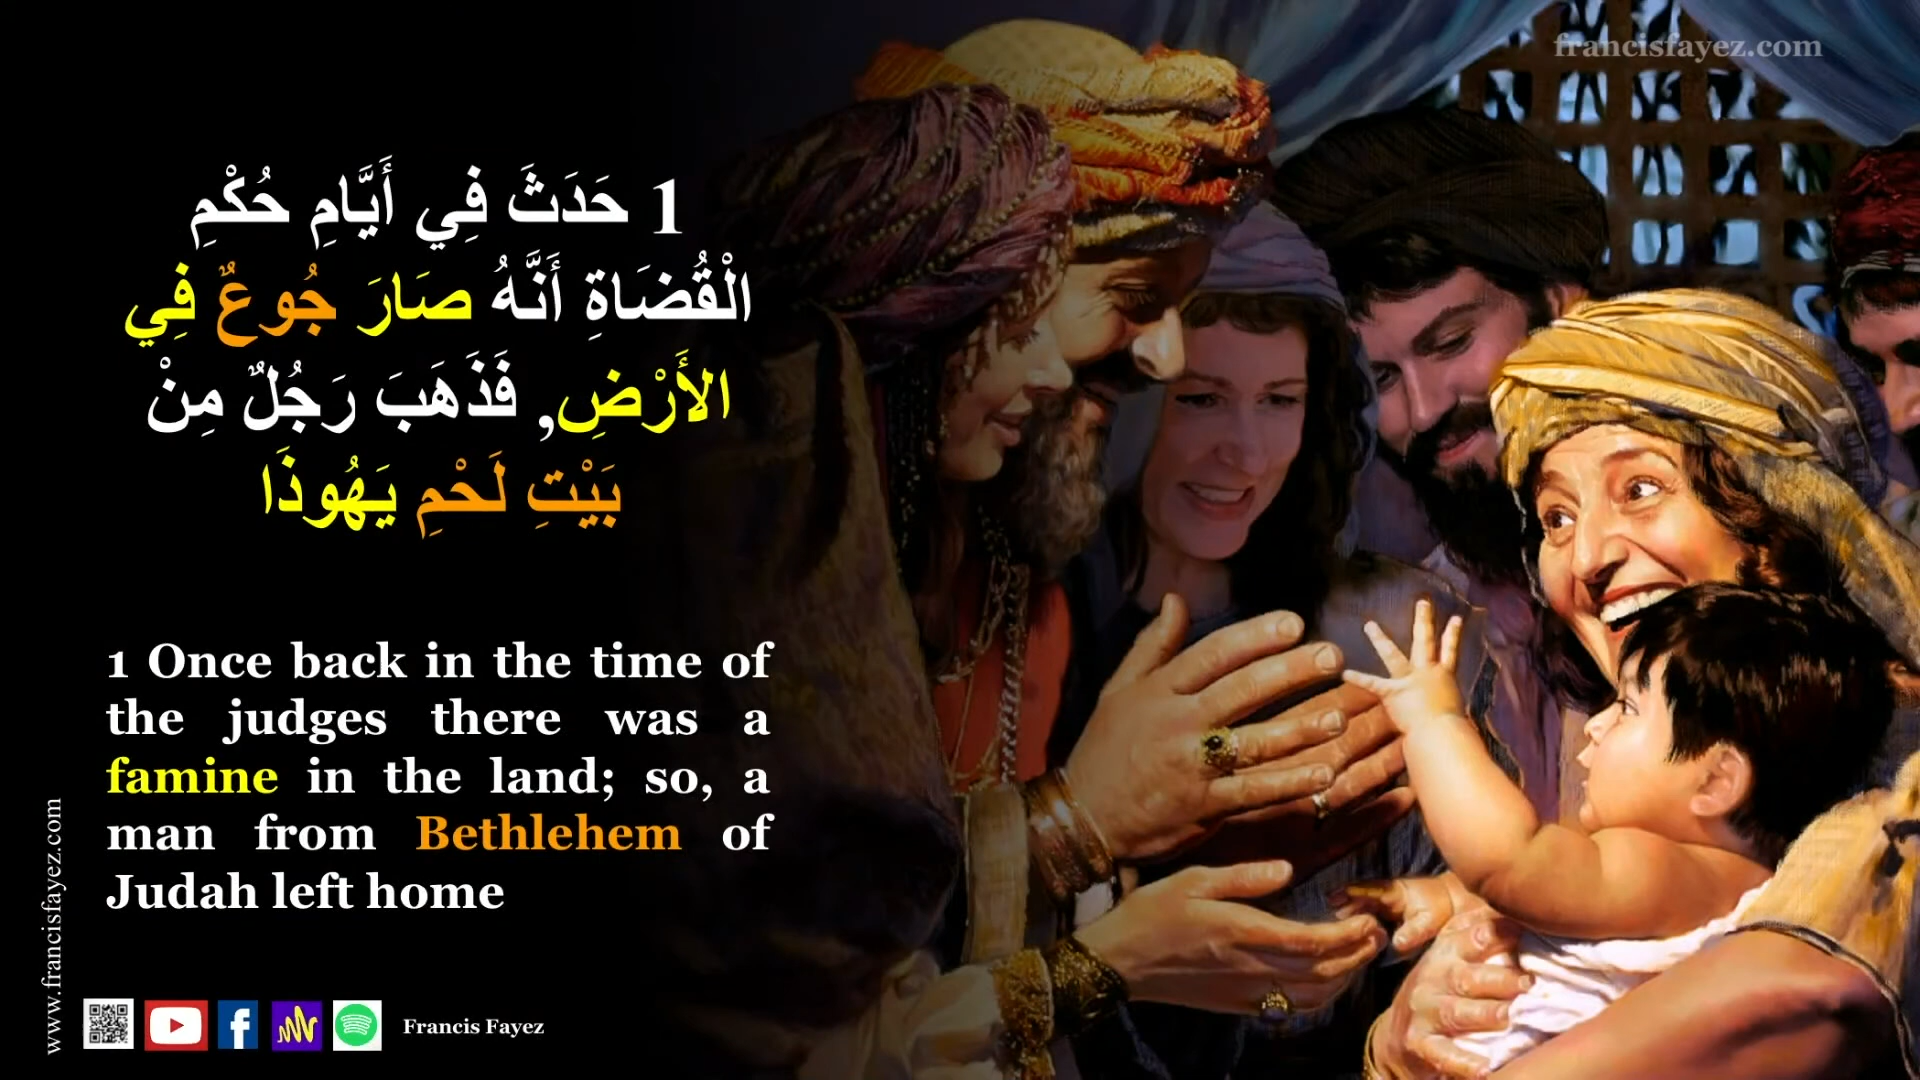 francisfayez.com
1 حَدَثَ فِي أَيَّامِ حُكْمِ
الْقُضَاةِ أَنَّهُ صَارَ جُوعٌ فِي
الأَرْضِ, فَذَهَبَ رَجُلٌ مِنْ
بَيْتِ لَحْمِ يَهُوذَا
1 Once back in the time of
the judges there was a
famine in the land; so, a
man from Bethlehem of
Judah left home
www.francisfayez.com
Francis Fayez